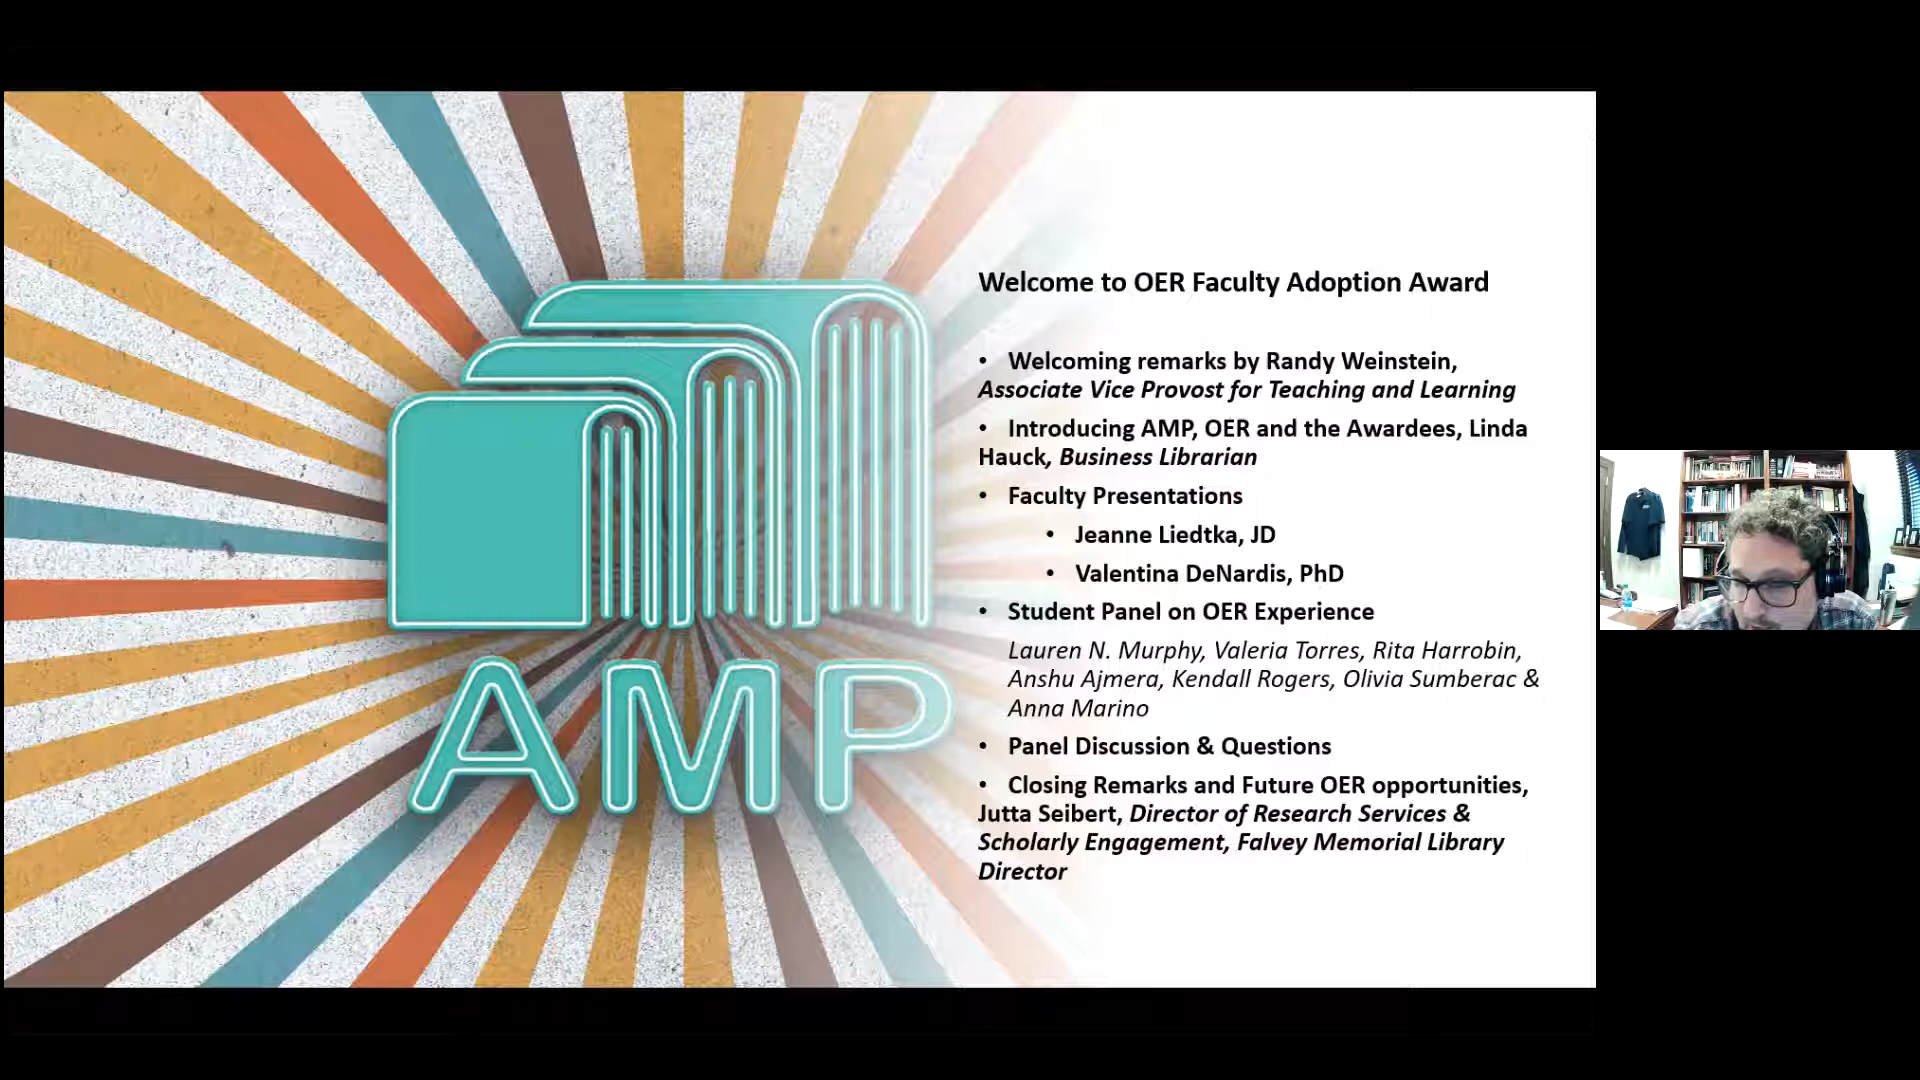 Welcome to OER Faculty Adoption Award
• Welcoming remarks by Randy Weinstein,
Associate Vice Provost for Teaching and Learning
• Introducing AMP, OER and the Awardees, Linda
Hauck, Business Librarian
• Faculty Presentations
• Jeanne Liedtka, JD
• Valentina DeNardis, PhD
• Student Panel on OER Experience
Lauren N. Murphy, Valeria Torres, Rita Harrobin,
Anshu Ajmera, Kendall Rogers, Olivia Sumberac &
Anna Marino
• Panel Discussion & Questions
• Closing Remarks and Future OER opportunities,
Jutta Seibert, Director of Research Services &
Scholarly Engagement, Falvey Memorial Library
Director
AMP